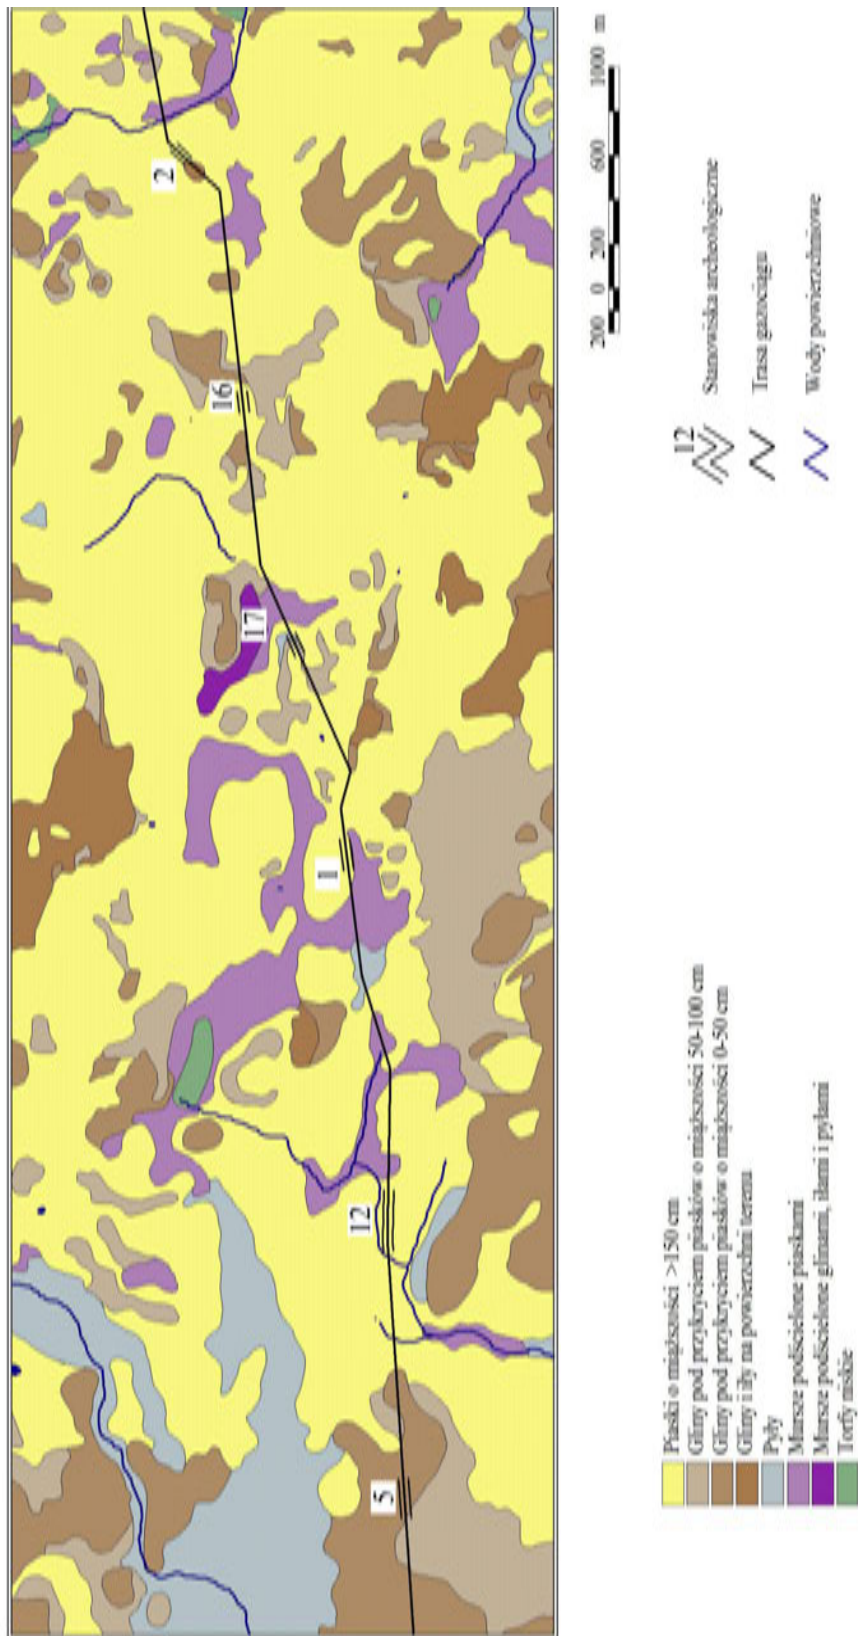 5
12
1
17
16
2
Piaski o miąższości >150 cm
Gliny pod przykryciem piasków o miąższości 50-100 cm
Gliny pod przykryciem piasków o miąższości 0-50 cm
Gliny i iły na powierzchni terenu
Pyły
Mursze podścielone piaskami
Mursze podścielone glinami, iłami i pyłami
Torfy niskie
200 0 200 600 1000 m
12
Stanowiska archeologiczne
Trasa gazociągu
Wody powierzchniowe